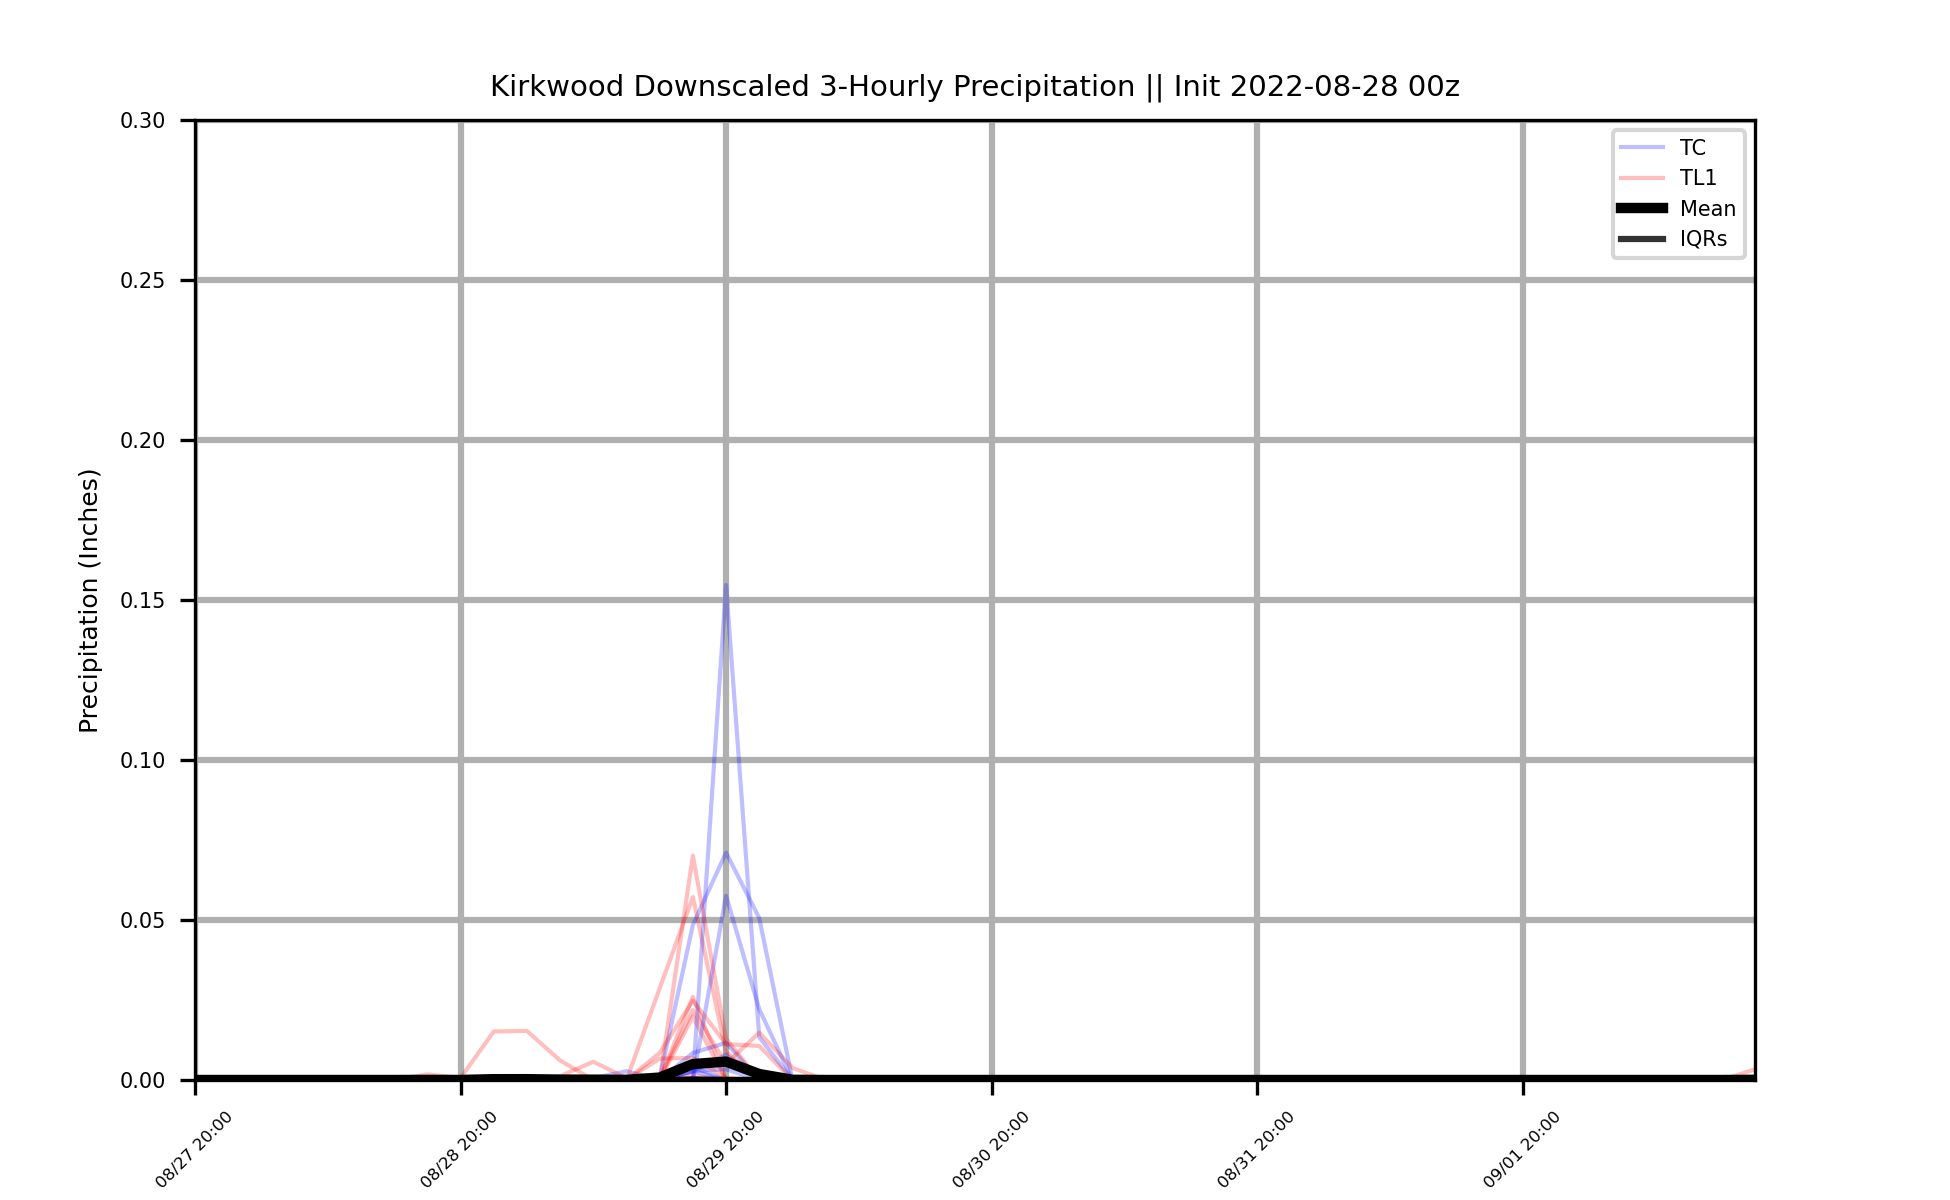 Kirkwood Downscaled 3-Hourly Precipitation || Init 2022-08-28 00z
TC
TL1
Mean
IQRs
Precipitation (Inches)
0.30
0.25
0.20
0.15
0.10
0.05
0.00
08/27 20:00
08/28 20:00
08/29 20:00
08/30 20:00
08/31 20:00
09/01 20:00